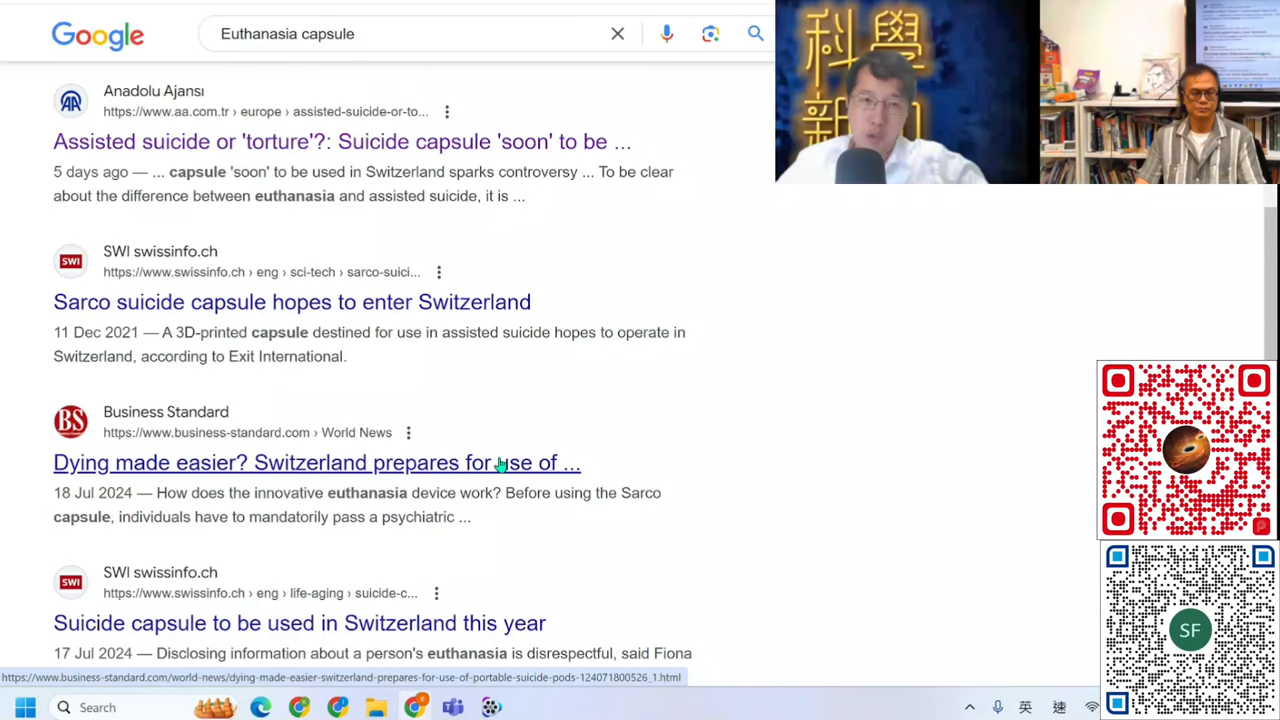 Google
Euthanasia capsule
Anadolu Ajansı
https://www.aa.com.tr › europe › assisted-suicide-or-to...
Assisted suicide or 'torture'?: Suicide capsule 'soon' to be ...
5 days ago — ... capsule 'soon' to be used in Switzerland sparks controversy ... To be clear
about the difference between euthanasia and assisted suicide, it is ...
SWI swissinfo.ch
SWI
https://www.swissinfo.ch › eng › sci-tech › sarco-suici...
Sarco suicide capsule hopes to enter Switzerland
11 Dec 2021 — A 3D-printed capsule destined for use in assisted suicide hopes to operate in
Switzerland, according to Exit International.
Business Standard
BS
https://www.business-standard.com › World News
Dying made easier? Switzerland prepares for use of ...
18 Jul 2024 — How does the innovative euthanasia device work? Before using the Sarco
capsule, individuals have to mandatorily pass a psychiatric ...
SWI swissinfo.ch
SWI
https://www.swissinfo.ch › eng › life-aging › suicide-c...
Suicide capsule to be used in Switzerland this year
17 Jul 2024 — Disclosing information about a person's euthanasia is disrespectful, said Fiona
https://www.business-standard.com/world-news/dying-made-easier-switzerland-prepares-for-use-of-portable-suicide-pods-124071800526_1.html
Search
英
速
科學
新
SF